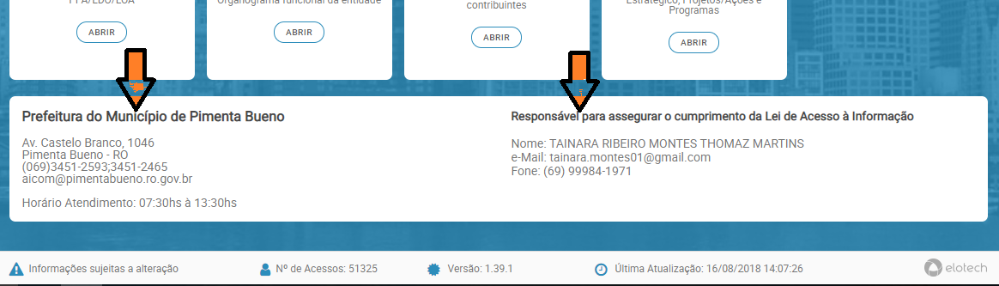 PPA/LDO/LOA
Organograma funcional da entidade
contribuintes
Estratégico, Projetos/Ações e
Programas
ABRIR
ABRIR
ABRIR
ABRIR
Prefeitura do Município de Pimenta Bueno
Av. Castelo Branco, 1046
Pimenta Bueno - RO
(069)3451-2593;3451-2465
aicom@pimentabueno.ro.gov.br
Horário Atendimento: 07:30hs à 13:30hs
Responsável para assegurar o cumprimento da Lei de Acesso à Informação
Nome: TAINARA RIBEIRO MONTES THOMAZ MARTINS
e-Mail: tainara.montes01@gmail.com
Fone: (69) 99984-1971
Informações sujeitas a alteração
Nº de Acessos: 51325
Versão: 1.39.1
Última Atualização: 16/08/2018 14:07:26
elotech